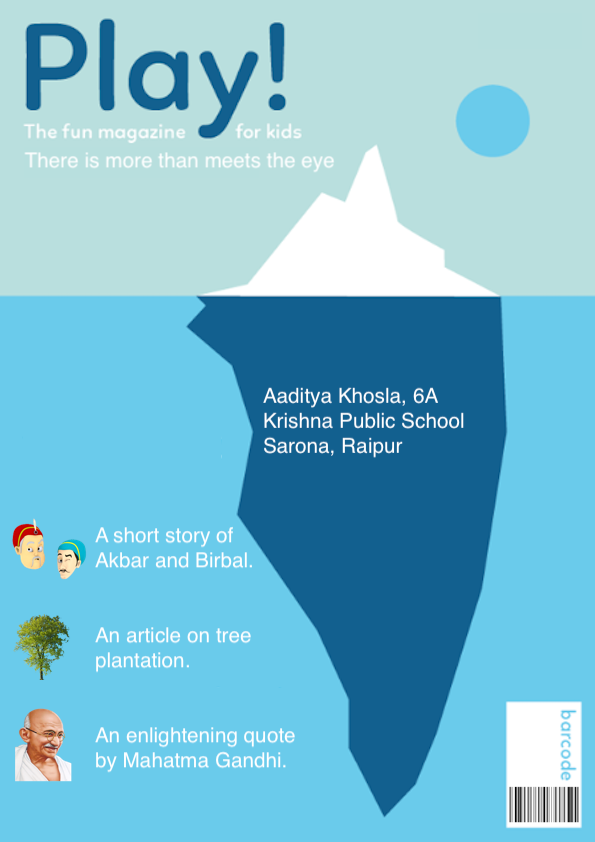 Play!
The fun magazine for kids
There is more than meets the eye
Aaditya Khosla, 6A
Krishna Public School
Sarona, Raipur
A short story of
Akbar and Birbal.
An article on tree
plantation.
An enlightening quote
by Mahatma Gandhi.
barcode